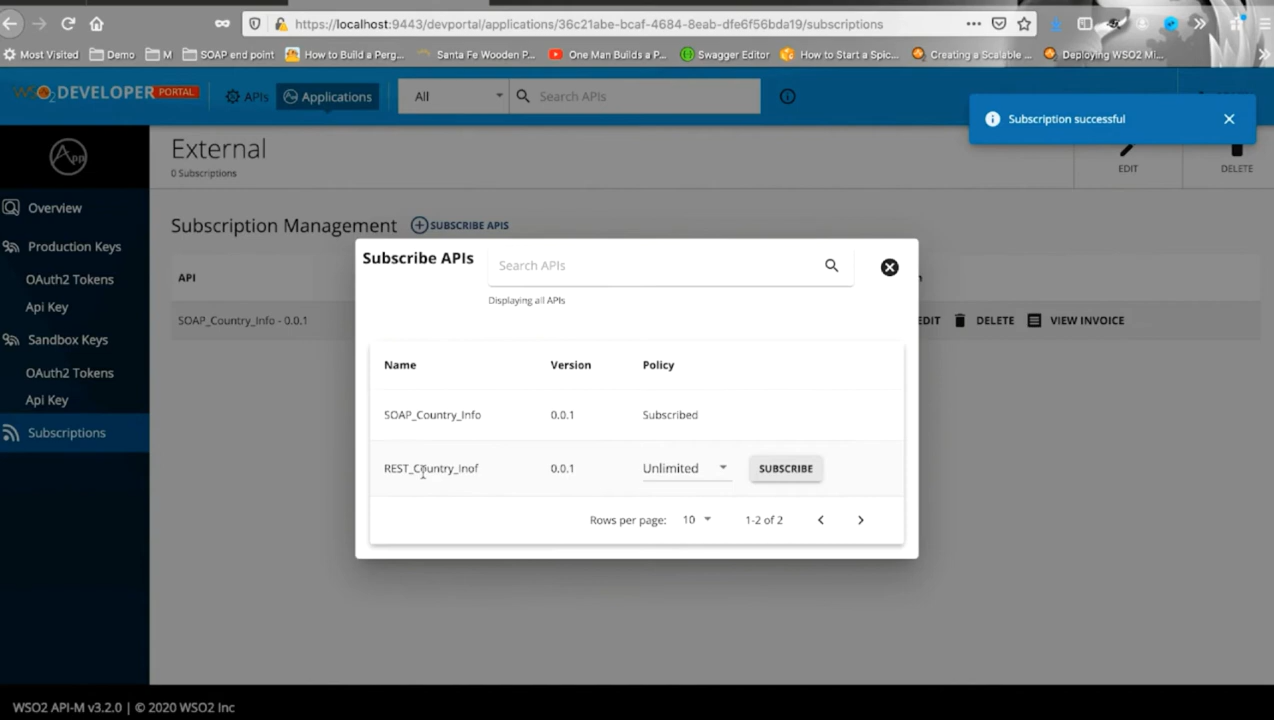 https://localhost:9443/devportal/applications/36c21abe-bcaf-4684-8eab-dfe6f56bda19/subscriptions
Most Visited Demo M SOAP end point How to Build a Perg... Santa Fe Wooden P... One Man Builds a P... Swagger Editor How to Start a Spic... Creating a Scalable ... Deploying WSO2 Mi...
WSO2 DEVELOPER PORTAL APIs Applications All Search APIs
Subscription successful
App
External
0 Subscriptions
EDIT DELETE
Overview
Production Keys
OAuth2 Tokens
Api Key
Sandbox Keys
OAuth2 Tokens
Api Key
Subscriptions
Subscription Management SUBSCRIBE APIS
API
SOAP_Country_Info - 0.0.1 EDIT DELETE VIEW INVOICE
Subscribe APIs Search APIs
Displaying all APIs
Name Version Policy
SOAP_Country_Info 0.0.1 Subscribed
REST_Country_Inof 0.0.1 Unlimited SUBSCRIBE
Rows per page: 10 1-2 of 2
WSO2 API-M v3.2.0 | © 2020 WSO2 Inc